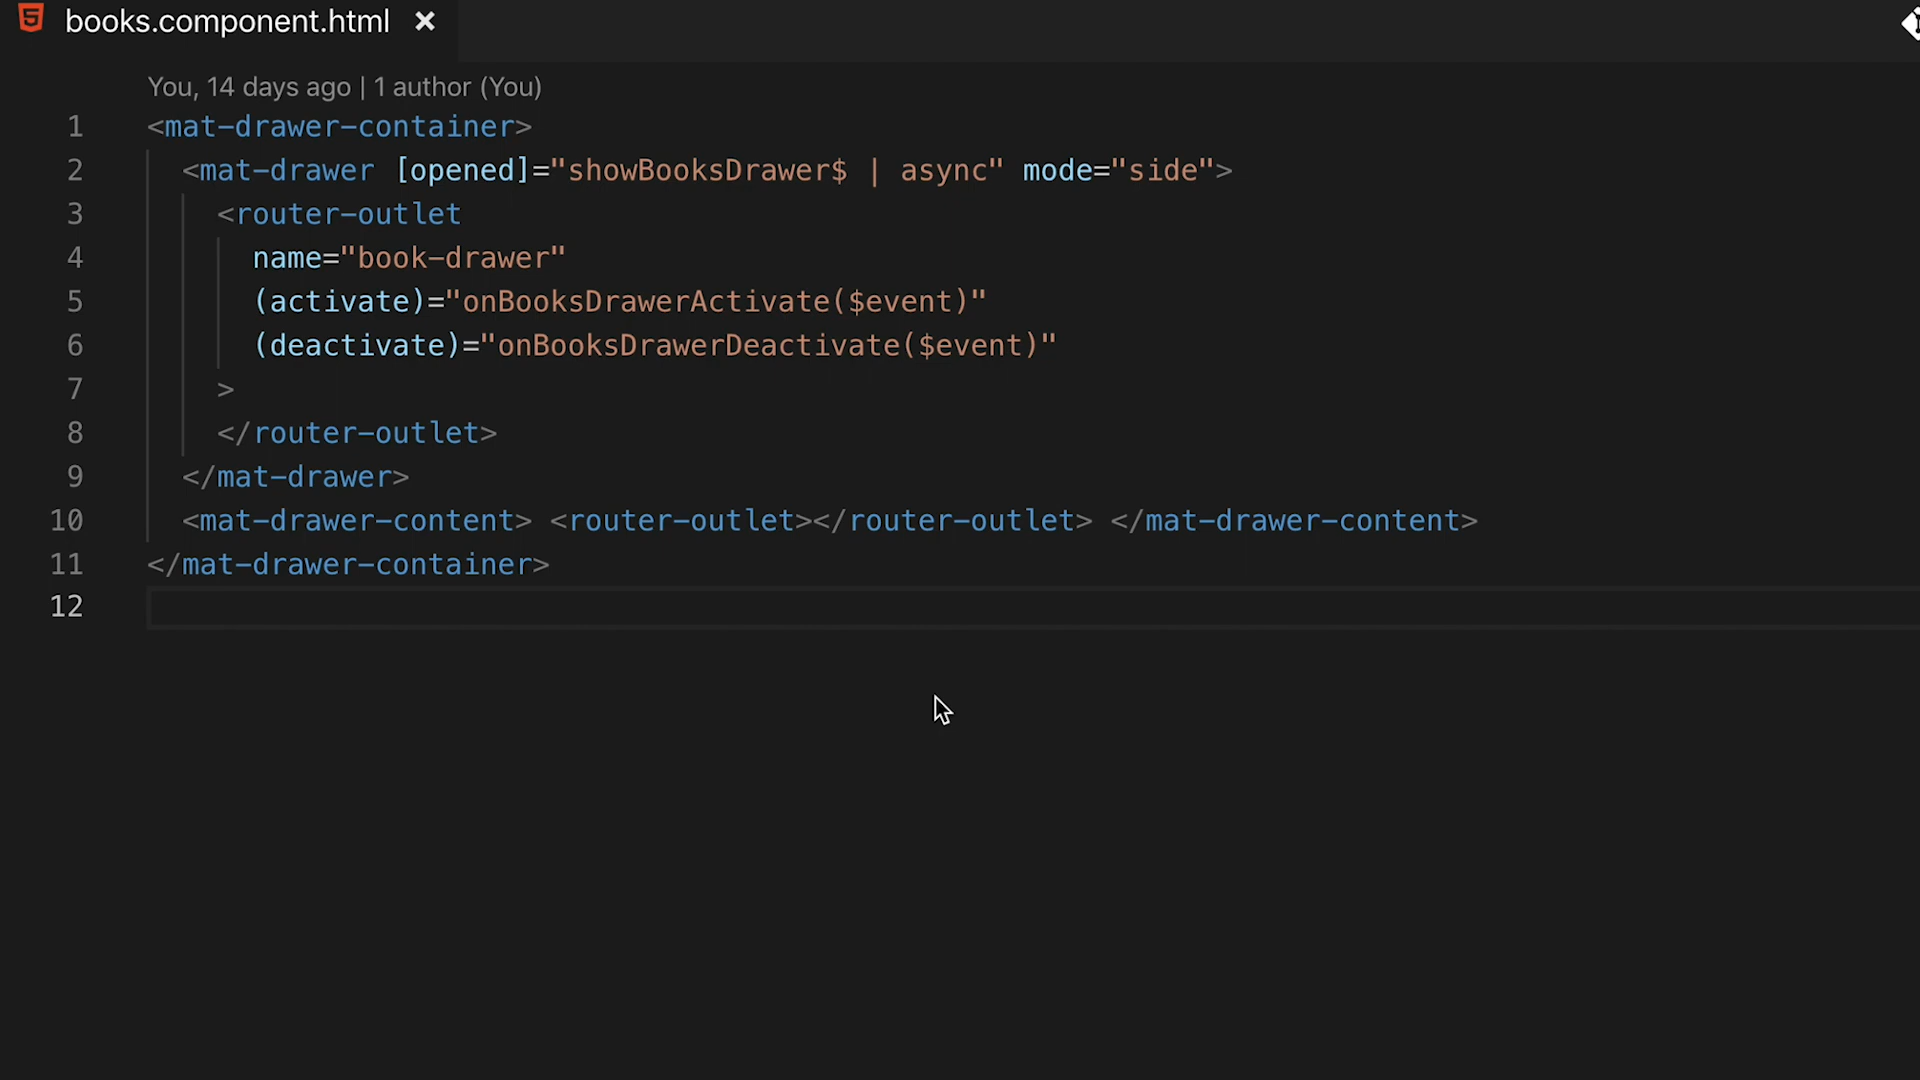 books.component.html ×
You, 14 days ago | 1 author (You)
1 <mat-drawer-container>
2 <mat-drawer [opened]="showBooksDrawer$ | async" mode="side">
3 <router-outlet
4 name="book-drawer"
5 (activate)="onBooksDrawerActivate($event)"
6 (deactivate)="onBooksDrawerDeactivate($event)"
7 >
8 </router-outlet>
9 </mat-drawer>
10 <mat-drawer-content> <router-outlet></router-outlet> </mat-drawer-content>
11 </mat-drawer-container>
12